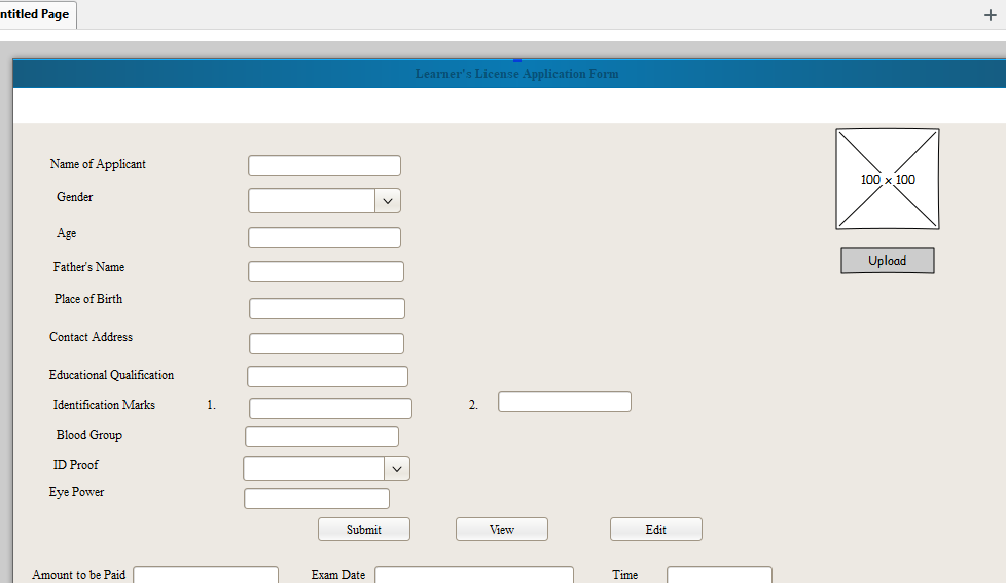 ntitled Page
Learner's License Application Form
Name of Applicant
100 x 100
Gender
Age
Upload
Father's Name
Place of Birth
Contact Address
Educational Qualification
Identification Marks 1. 2.
Blood Group
ID Proof
Eye Power
Submit View Edit
Amount to be Paid Exam Date Time